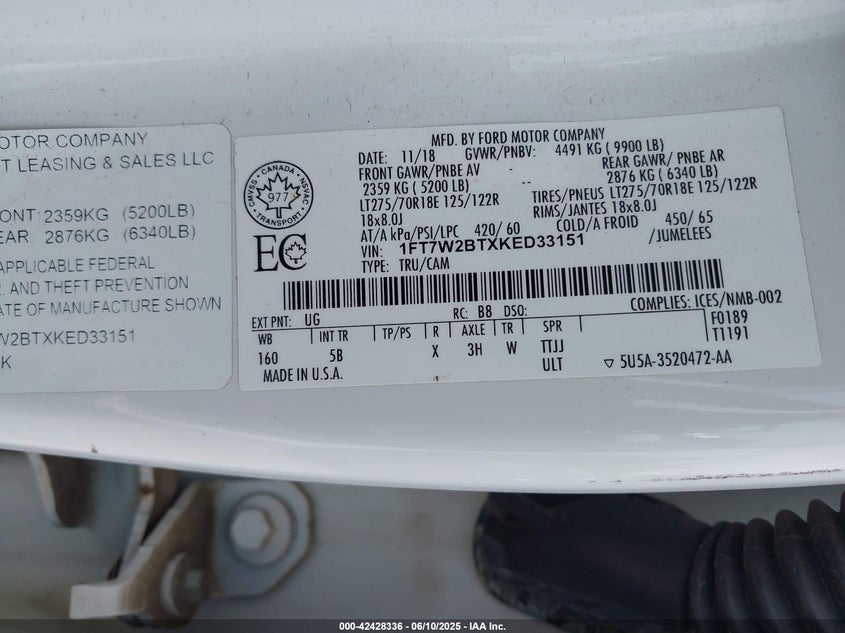 MOTOR COMPANY
T LEASING & SALES LLC
FRONT: 2359KG (5200LB)
REAR: 2876KG (6340LB)
APPLICABLE FEDERAL
AND THEFT PREVENTION
DATE OF MANUFACTURE SHOWN
W2BTXKED33151
K
MFD. BY FORD MOTOR COMPANY
DATE: 11/18 GVWR/PNBV: 4491 KG ( 9900 LB)
FRONT GAWR/PNBE AV REAR GAWR/ PNBE AR
2359 KG ( 5200 LB) -- 2876 KG ( 6340 LB)
LT275/70R18E 125/122R TIRES/PNEUS LT275/70R18E 125/122R
18x8.0J RIMS/JANTES 18x8.0J
AT/A kPa/PSI/LPC 420/ 60 COLD/A FROID 450/ 65
VIN: 1FT7W2BTXKED33151 /JUMELEES
TYPE: TRU/CAM
CMVSS • CANADA • NSVAC
977
TRANSPORT
EC
COMPLIES: ICES/NMB-002
EXT PNT: UG RC: B8 DSO: F0189
WB INT TR TP/PS R AXLE TR SPR T1191
160 5B X 3H W TTJJ
MADE IN U.S.A. ULT ▽ 5U5A-3520472-AA
000-42428336 - 06/10/2025 - IAA Inc.